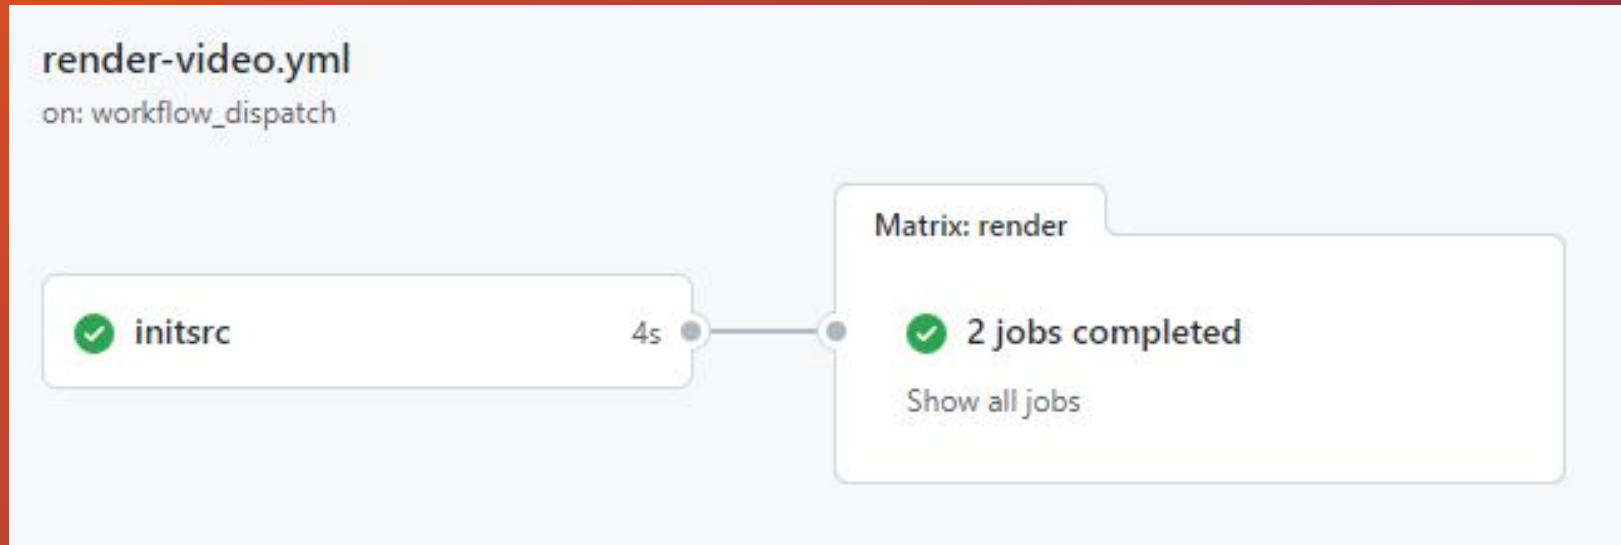 render-video.yml
on: workflow_dispatch
Matrix: render
initsrc 4s
2 jobs completed
Show all jobs